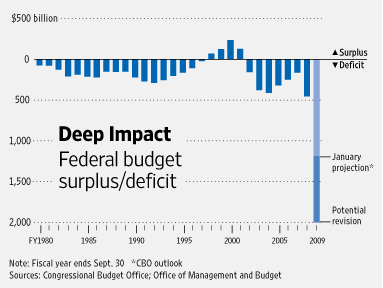 $500 billion
▲Surplus
0
▼Deficit
500
1,000
Deep Impact
Federal budget
surplus/deficit
January
projection*
1,500
Potential
revision
2,000
FY1980 1985 1990 1995 2000 2009
Note: Fiscal year ends Sept. 30 *CBO outlook
Sources: Congressional Budget Office; Office of Management and Budget